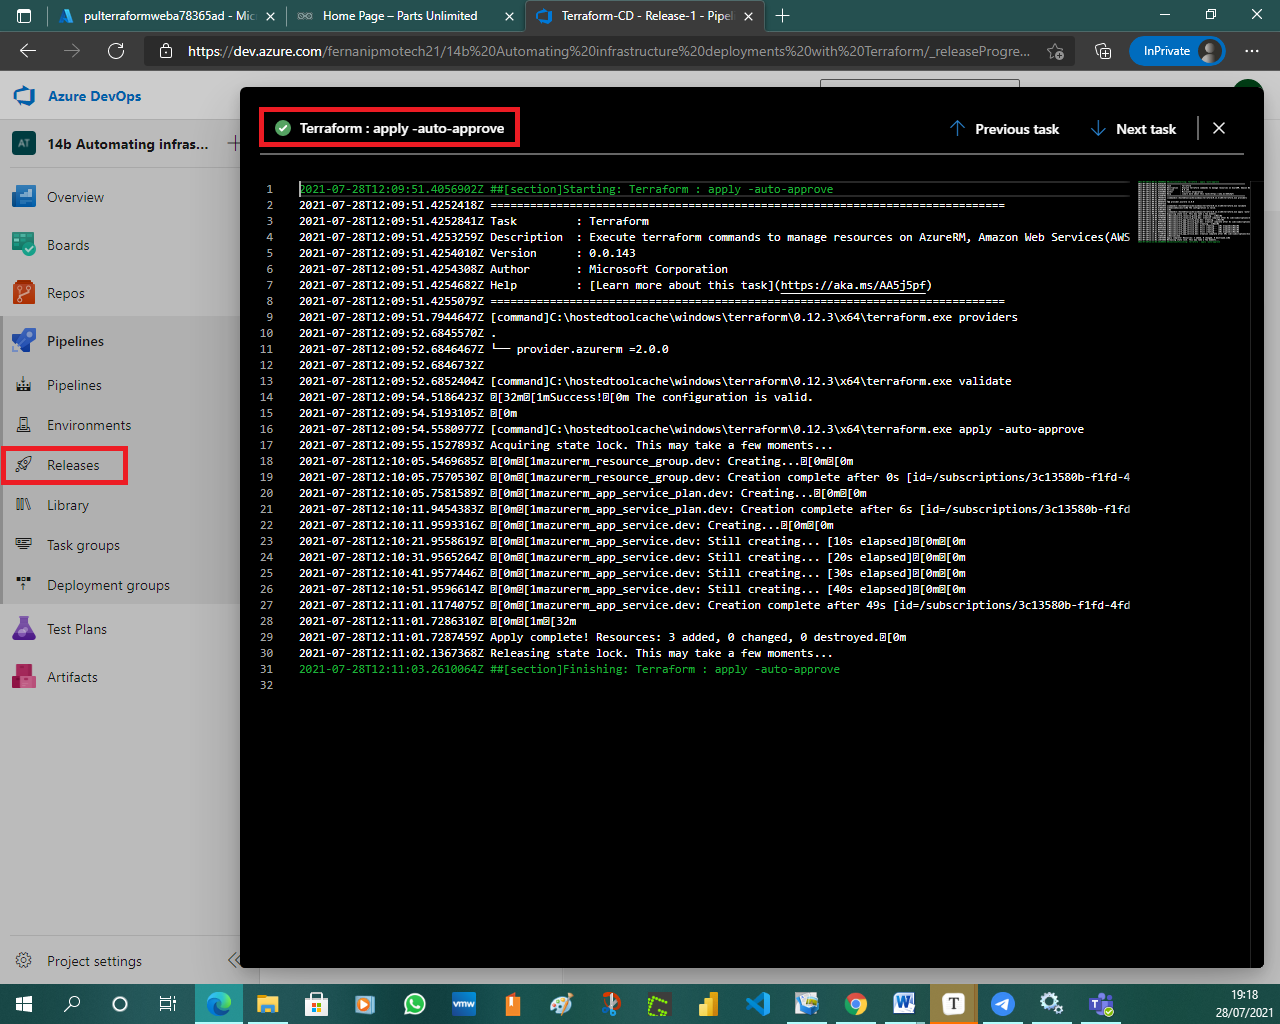 pulterraformweba78365ad - Mic
Home Page – Parts Unlimited
Terraform-CD - Release-1 - Pipel
https://dev.azure.com/fernanipmotech21/14b%20Automating%20infrastructure%20deployments%20with%20Terraform/_releaseProgre...
InPrivate
Azure DevOps
AT
14b Automating infras...
Overview
Boards
Repos
Pipelines
Pipelines
Environments
Releases
Library
Task groups
Deployment groups
Test Plans
Artifacts
Project settings
Terraform : apply -auto-approve
Previous task
Next task
1 2021-07-28T12:09:51.4056902Z ##[section]Starting: Terraform : apply -auto-approve
2 2021-07-28T12:09:51.4252418Z ==============================================================================
3 2021-07-28T12:09:51.4252841Z Task : Terraform
4 2021-07-28T12:09:51.4253259Z Description : Execute terraform commands to manage resources on AzureRM, Amazon Web Services(AWS
5 2021-07-28T12:09:51.4254010Z Version : 0.0.143
6 2021-07-28T12:09:51.4254308Z Author : Microsoft Corporation
7 2021-07-28T12:09:51.4254682Z Help : [Learn more about this task](https://aka.ms/AA5j5pf)
8 2021-07-28T12:09:51.4255079Z ==============================================================================
9 2021-07-28T12:09:51.7944647Z [command]C:\hostedtoolcache\windows\terraform\0.12.3\x64\terraform.exe providers
10 2021-07-28T12:09:52.6845570Z .
11 2021-07-28T12:09:52.6846467Z └── provider.azurerm =2.0.0
12 2021-07-28T12:09:52.6846732Z
13 2021-07-28T12:09:52.6852404Z [command]C:\hostedtoolcache\windows\terraform\0.12.3\x64\terraform.exe validate
14 2021-07-28T12:09:54.5186423Z [32m[1mSuccess![0m The configuration is valid.
15 2021-07-28T12:09:54.5193105Z [0m
16 2021-07-28T12:09:54.5580977Z [command]C:\hostedtoolcache\windows\terraform\0.12.3\x64\terraform.exe apply -auto-approve
17 2021-07-28T12:09:55.1527893Z Acquiring state lock. This may take a few moments...
18 2021-07-28T12:10:05.5469685Z [0m[1mazurerm_resource_group.dev: Creating...[0m[0m
19 2021-07-28T12:10:05.7570530Z [0m[1mazurerm_resource_group.dev: Creation complete after 0s [id=/subscriptions/3c13580b-f1fd-4
20 2021-07-28T12:10:05.7581589Z [0m[1mazurerm_app_service_plan.dev: Creating...[0m[0m
21 2021-07-28T12:10:11.9454383Z [0m[1mazurerm_app_service_plan.dev: Creation complete after 6s [id=/subscriptions/3c13580b-f1fd
22 2021-07-28T12:10:11.9593316Z [0m[1mazurerm_app_service.dev: Creating...[0m[0m
23 2021-07-28T12:10:21.9558619Z [0m[1mazurerm_app_service.dev: Still creating... [10s elapsed][0m[0m
24 2021-07-28T12:10:31.9565264Z [0m[1mazurerm_app_service.dev: Still creating... [20s elapsed][0m[0m
25 2021-07-28T12:10:41.9577446Z [0m[1mazurerm_app_service.dev: Still creating... [30s elapsed][0m[0m
26 2021-07-28T12:10:51.9596614Z [0m[1mazurerm_app_service.dev: Still creating... [40s elapsed][0m[0m
27 2021-07-28T12:11:01.1174075Z [0m[1mazurerm_app_service.dev: Creation complete after 49s [id=/subscriptions/3c13580b-f1fd-4fd
28 2021-07-28T12:11:01.7286310Z [0m[1m[32m
29 2021-07-28T12:11:01.7287459Z Apply complete! Resources: 3 added, 0 changed, 0 destroyed.[0m
30 2021-07-28T12:11:02.1367368Z Releasing state lock. This may take a few moments...
31 2021-07-28T12:11:03.2610064Z ##[section]Finishing: Terraform : apply -auto-approve
32
vmw
T
19:18
28/07/2021